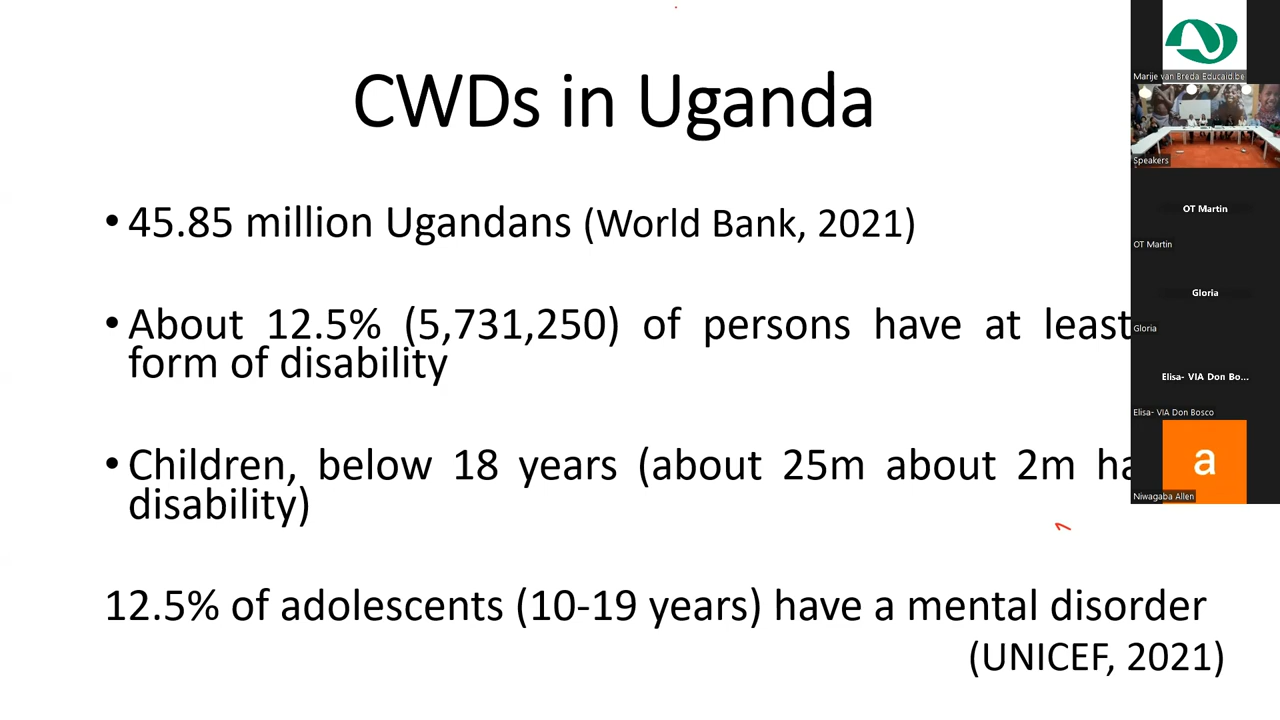 CWDs in Uganda
• 45.85 million Ugandans (World Bank, 2021)
• About 12.5% (5,731,250) of persons have at least
form of disability
• Children, below 18 years (about 25m about 2m ha
disability)
12.5% of adolescents (10-19 years) have a mental disorder
(UNICEF, 2021)
Marije van Breda Educaid.be
Speakers
OT Martin
OT Martin
Gloria
Gloria
Elisa- VIA Don Bo...
Elisa- VIA Don Bosco
a
Niwagaba Allen